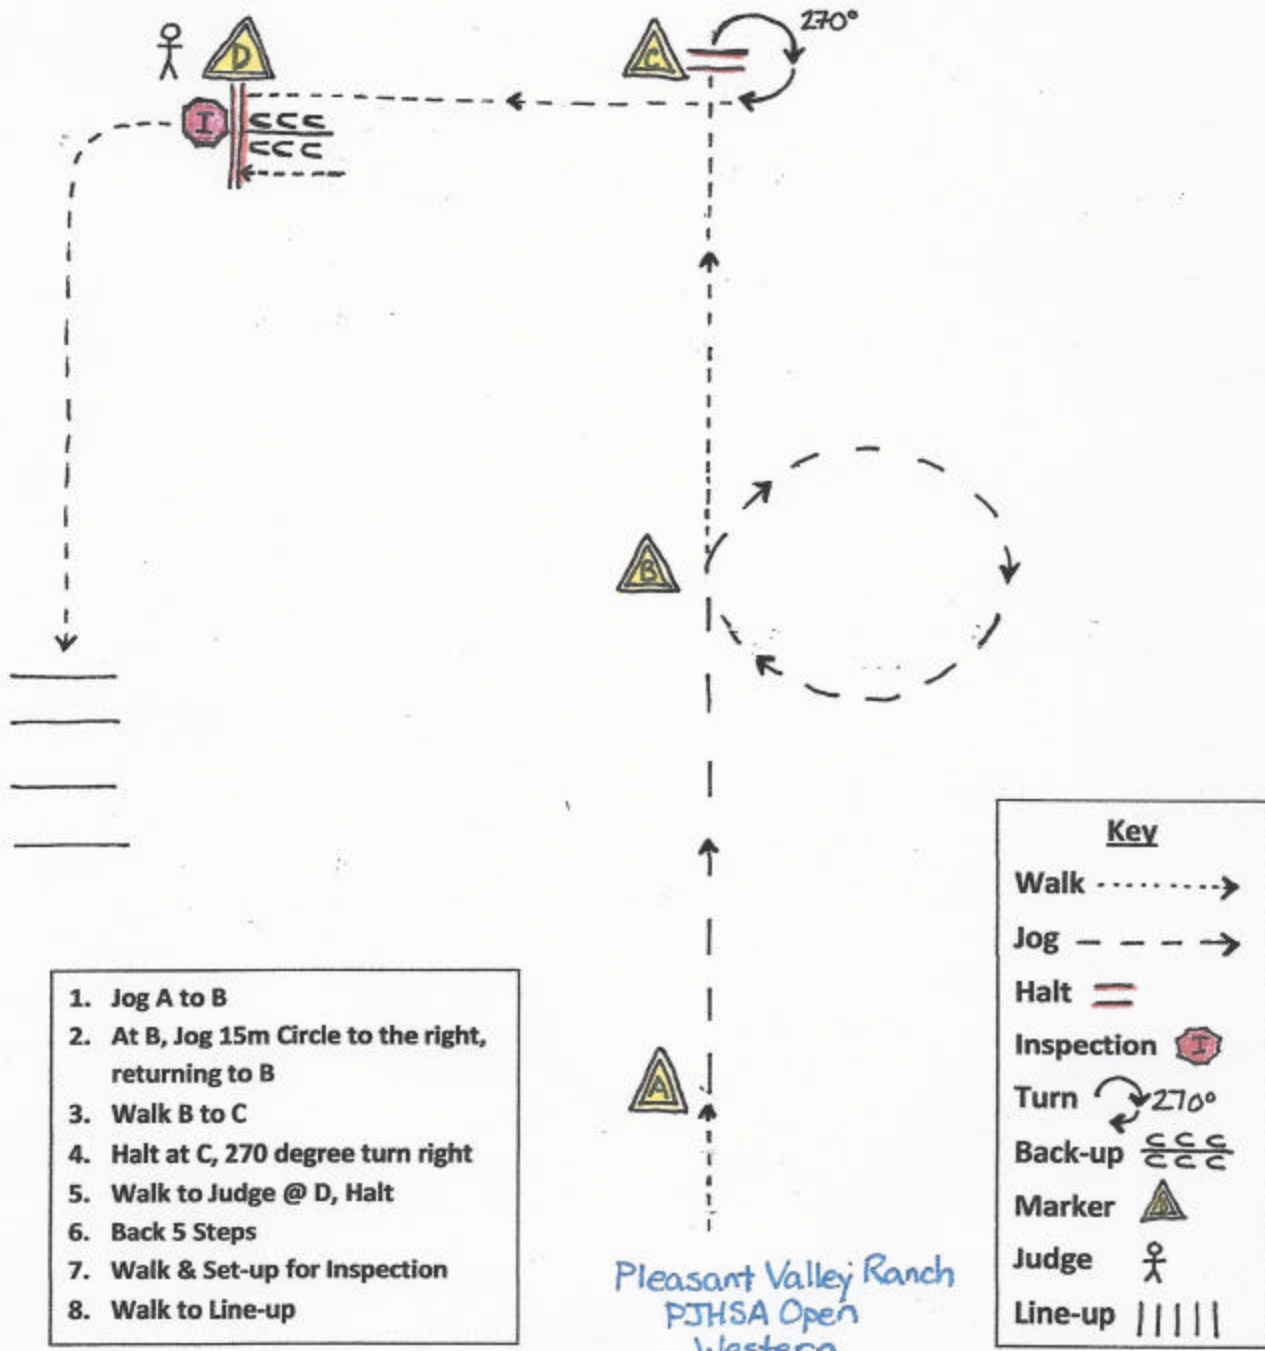 D
C
270°
I
B
A
Key
Walk
Jog
Halt
Inspection I
Turn 270°
Back-up
Marker
Judge
Line-up
1. Jog A to B
2. At B, Jog 15m Circle to the right,
returning to B
3. Walk B to C
4. Halt at C, 270 degree turn right
5. Walk to Judge @ D, Halt
6. Back 5 Steps
7. Walk & Set-up for Inspection
8. Walk to Line-up
Pleasant Valley Ranch
PJHSA Open
Western